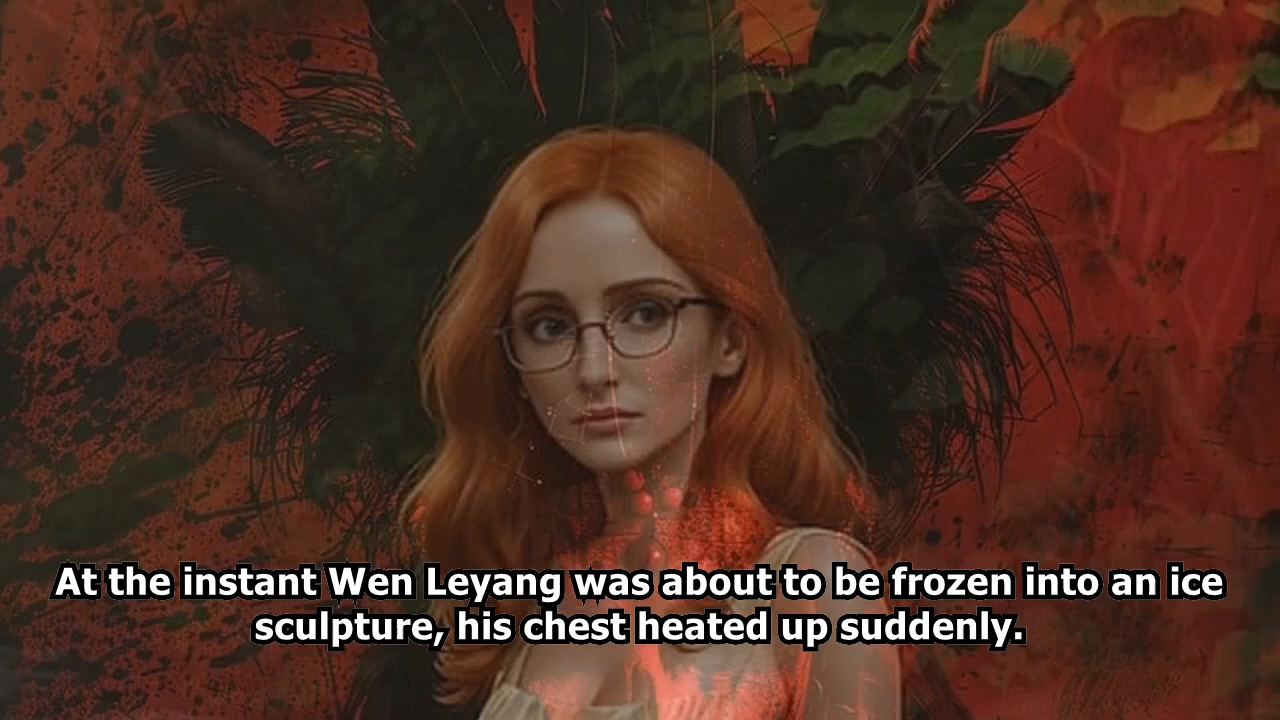 At the instant Wen Leyang was about to be frozen into an ice
sculpture, his chest heated up suddenly.